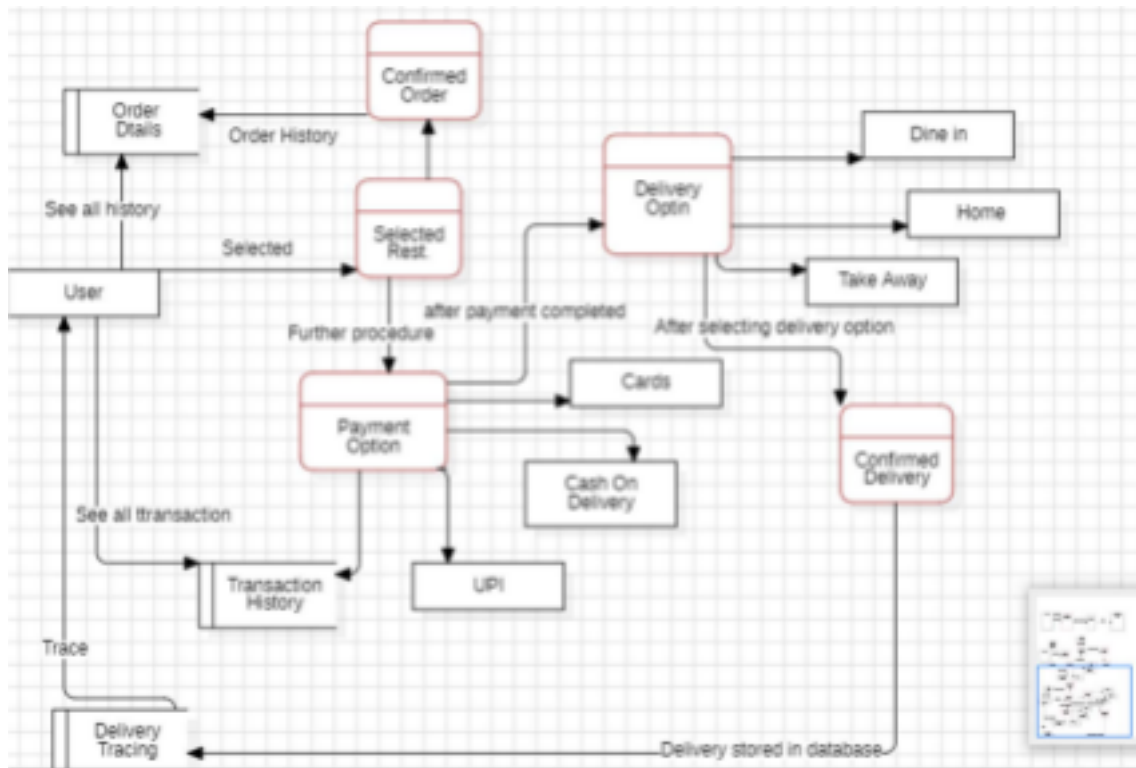 Confirmed
Order
Order
Dtails
Order History
Dine in
Delivery
Optin
See all history
Home
Selected
Selected
Rest.
User
Take Away
after payment completed
After selecting delivery option
Further procedure
Cards
Payment
Option
Confirmed
Delivery
Cash On
Delivery
See all ttransaction
Transaction
History
UPI
Trace
Delivery
Tracing
Delivery stored in database